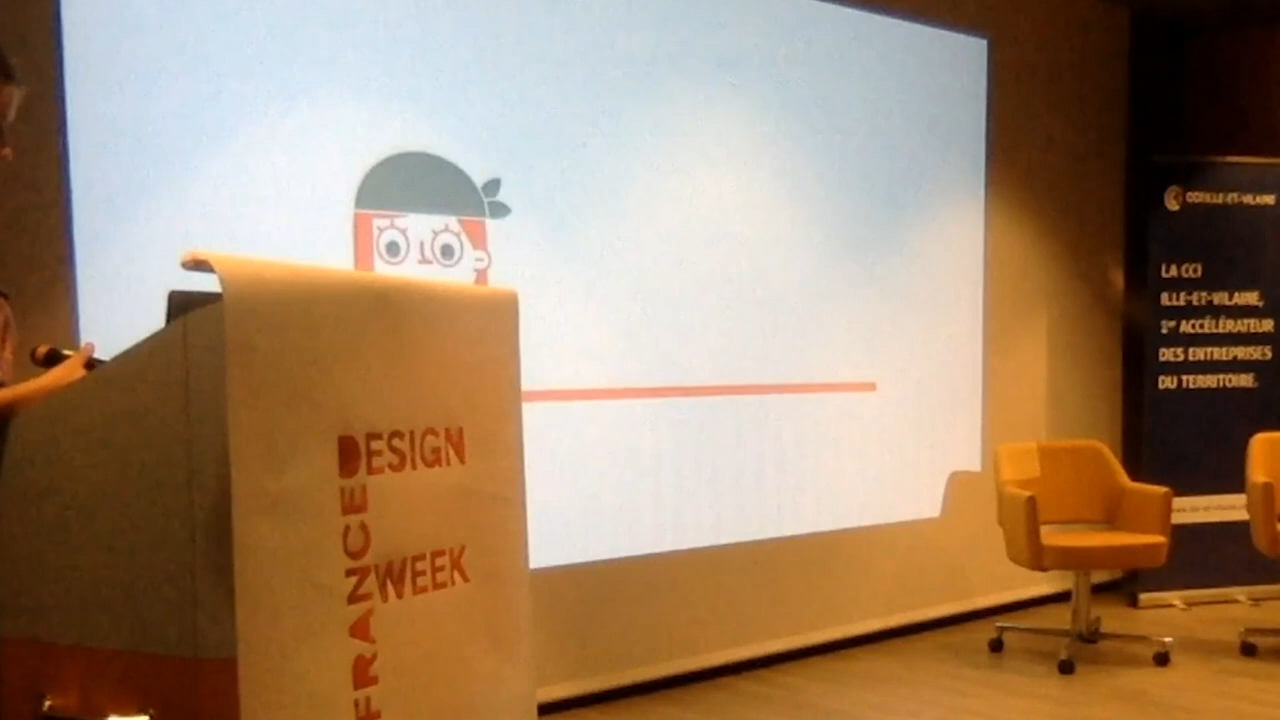 FRANCE
DESIGN
WEEK
CCI ILLE-ET-VILAINE
LA CCI
ILLE-ET-VILAINE,
1er ACCÉLÉRATEUR
DES ENTREPRISES
DU TERRITOIRE.